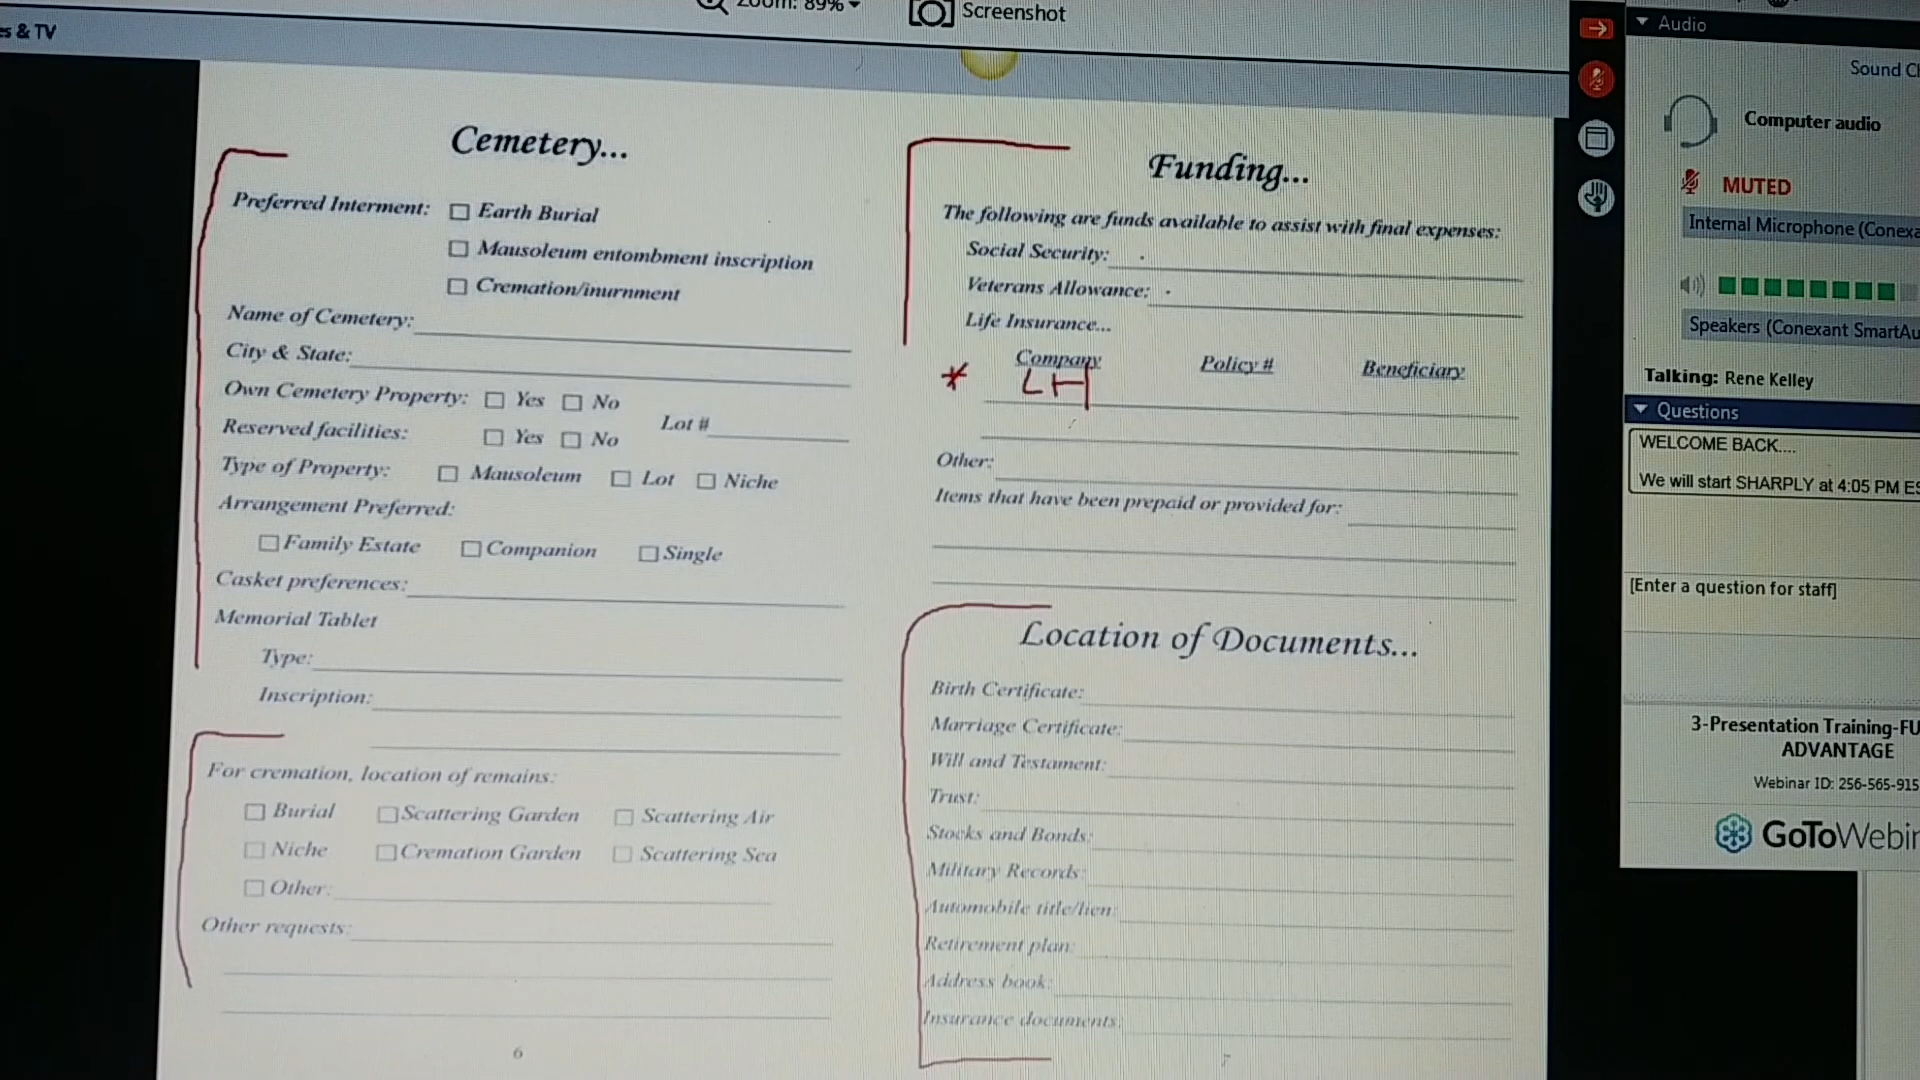 Zoom: 89%
Screenshot
es & TV
Cemetery...
Preferred Interment: Earth Burial
Mausoleum entombment inscription
Cremation/inurnment
Name of Cemetery:
City & State:
Own Cemetery Property: Yes No
Reserved facilities: Yes No Lot #
Type of Property: Mausoleum Lot Niche
Arrangement Preferred:
Family Estate Companion Single
Casket preferences:
Memorial Tablet
Type:
Inscription:
For cremation, location of remains:
Burial Scattering Garden Scattering Air
Niche Cremation Garden Scattering Sea
Other:
Other requests:
6
Funding...
The following are funds available to assist with final expenses:
Social Security:
Veterans Allowance:
Life Insurance...
Company Policy # Beneficiary
* LH
Other:
Items that have been prepaid or provided for:
Location of Documents...
Birth Certificate:
Marriage Certificate:
Will and Testament:
Trust:
Stocks and Bonds:
Military Records:
Automobile title/lien:
Retirement plan:
Address book:
Insurance documents:
7
Audio
Sound Ch
Computer audio
MUTED
Internal Microphone (Conexa
Speakers (Conexant SmartAu
Talking: Rene Kelley
Questions
WELCOME BACK....
We will start SHARPLY at 4:05 PM ES
[Enter a question for staff]
3-Presentation Training-FU
ADVANTAGE
Webinar ID: 256-565-915
GoToWebin